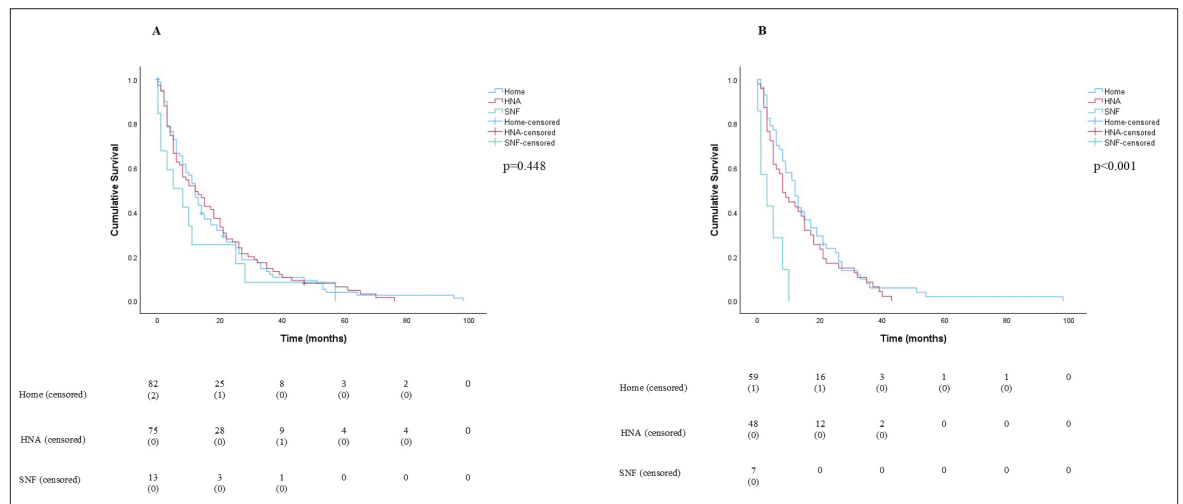 A
1.0
0.8
0.6
0.4
0.2
0.0
Cumulative Survival
0 20 40 60 80 100
Time (months)
Home
HNA
SNF
Home-censored
HNA-censored
SNF-censored
p=0.448
Home (censored) 82 25 8 3 2 0
(2) (1) (0) (0) (0)
HNA (censored) 75 28 9 4 4 0
(0) (0) (1) (0) (0)
SNF (censored) 13 3 1 0 0 0
(0) (0) (0)
B
1.0
0.8
0.6
0.4
0.2
0.0
Cumulative Survival
0 20 40 60 80 100
Time (months)
Home
HNA
SNF
Home-censored
HNA-censored
SNF-censored
p<0.001
Home (censored) 59 16 3 1 1 0
(1) (1) (0) (0) (0)
HNA (censored) 48 12 2 0 0 0
(0) (0) (0)
SNF (censored) 7 0 0 0 0 0
(0)